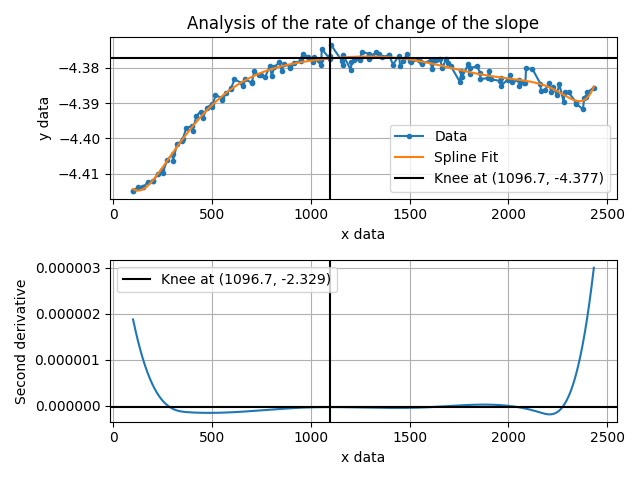 Analysis of the rate of change of the slope
y data
−4.38
−4.39
−4.40
−4.41
Data
Spline Fit
Knee at (1096.7, -4.377)
0
500
1000
1500
2000
2500
x data
Second derivative
0.000003
0.000002
0.000001
0.000000
Knee at (1096.7, -2.329)
0
500
1000
1500
2000
2500
x data